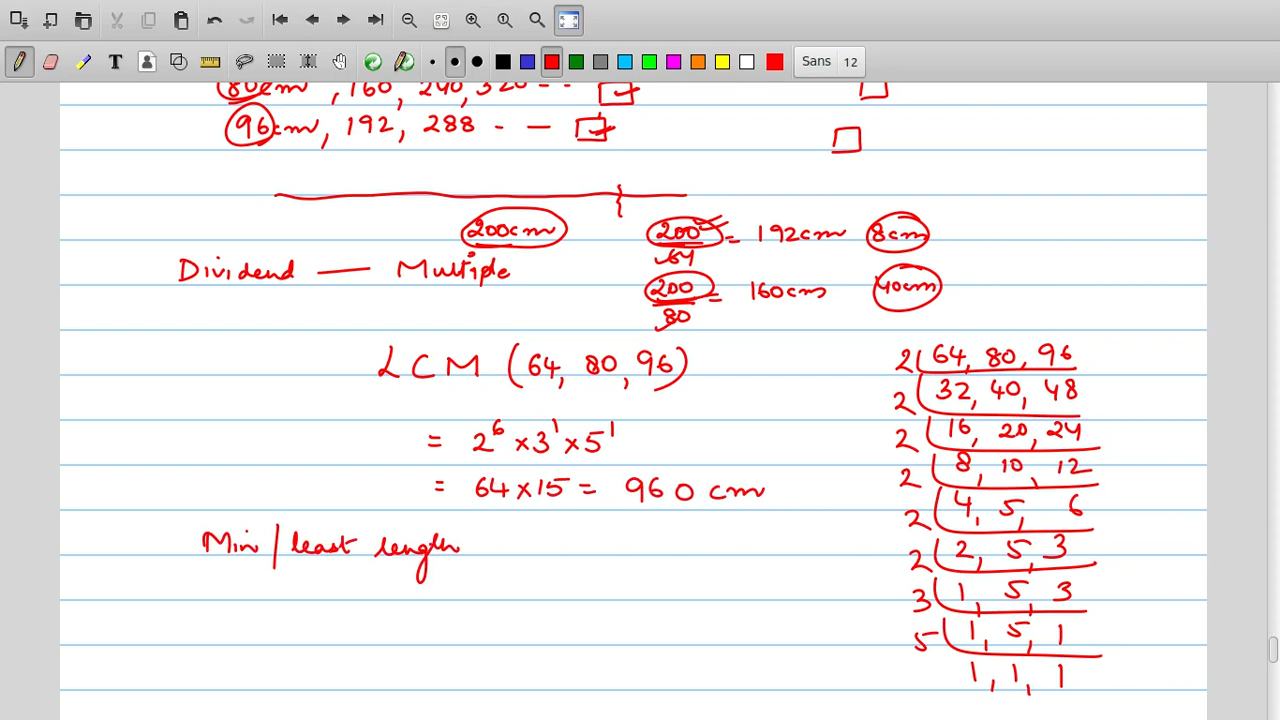 Sans 12
80cm, 160, 240, 320 - -
96cm, 192, 288 - -
200cm
200/64 = 192cm 8cm
200/80 = 160cm 40cm
Dividend — Multiple
LCM (64, 80, 96)
= 2^6 × 3^1 × 5^1
= 64×15 = 960 cm
Min / least length
2 64, 80, 96
2 32, 40, 48
2 16, 20, 24
2 8, 10, 12
2 4, 5, 6
2 2, 5, 3
3 1, 5, 3
5 1, 5, 1
1, 1, 1